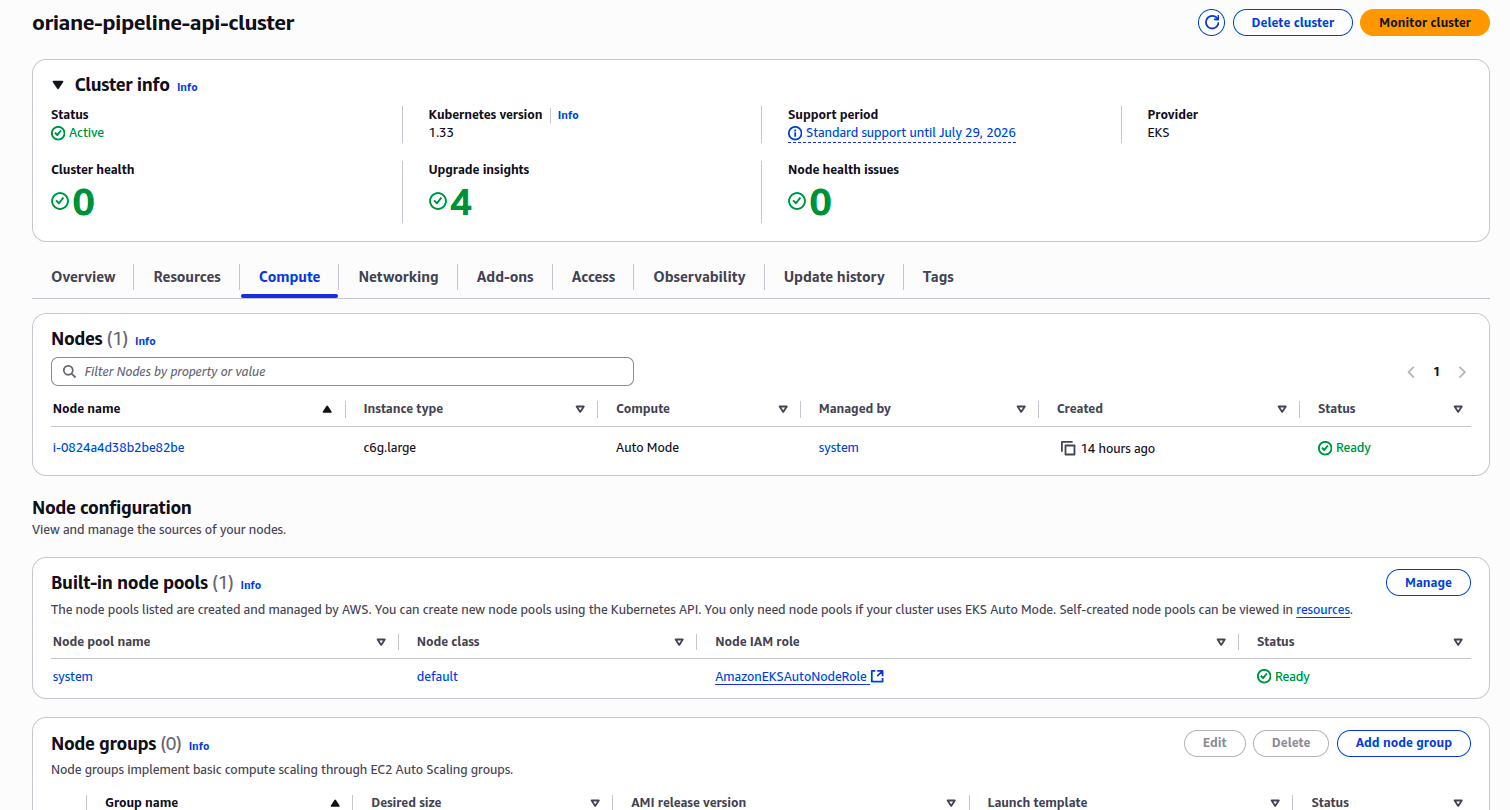 oriane-pipeline-api-cluster
Delete cluster
Monitor cluster
Cluster info Info
Status
Active
Kubernetes version Info
1.33
Support period
Standard support until July 29, 2026
Provider
EKS
Cluster health
0
Upgrade insights
4
Node health issues
0
Overview Resources Compute Networking Add-ons Access Observability Update history Tags
Nodes (1) Info
Filter Nodes by property or value
1
Node name Instance type Compute Managed by Created Status
i-0824a4d38b2be82be c6g.large Auto Mode system 14 hours ago Ready
Node configuration
View and manage the sources of your nodes.
Built-in node pools (1) Info
Manage
The node pools listed are created and managed by AWS. You can create new node pools using the Kubernetes API. You only need node pools if your cluster uses EKS Auto Mode. Self-created node pools can be viewed in resources.
Node pool name Node class Node IAM role Status
system default AmazonEKSAutoNodeRole Ready
Node groups (0) Info
Edit Delete Add node group
Node groups implement basic compute scaling through EC2 Auto Scaling groups.
Group name Desired size AMI release version Launch template Status